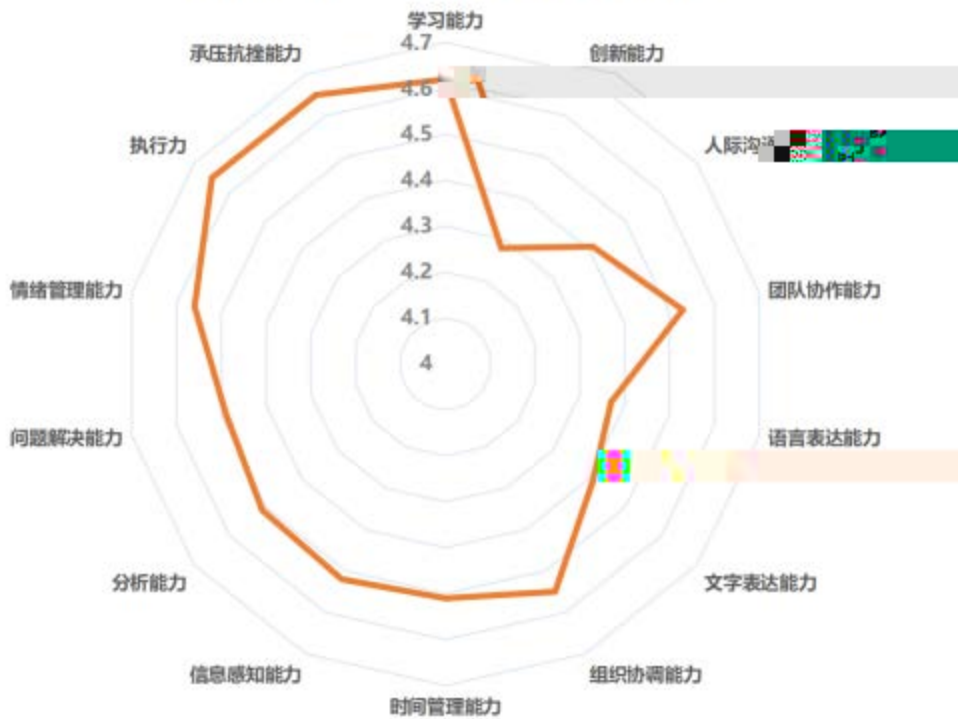 学习能力
4.7
承压抗挫能力
创新能力
4.6
4.5
执行力
人际沟
4.4
4.3
情绪管理能力
团队协作能力
4.2
4.1
4
问题解决能力
语言表达能力
分析能力
文字表达能力
信息感知能力
组织协调能力
时间管理能力